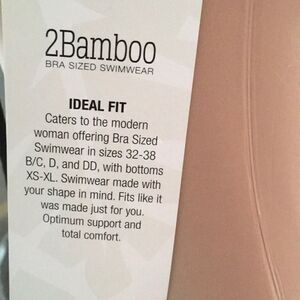 2Bamboo
BRA SIZED SWIMWEAR
IDEAL FIT
Caters to the modern
woman offering Bra Sized
Swimwear in sizes 32-38
B/C, D, and DD, with bottoms
XS-XL. Swimwear made with
your shape in mind. Fits like it
was made just for you.
Optimum support and
total comfort.